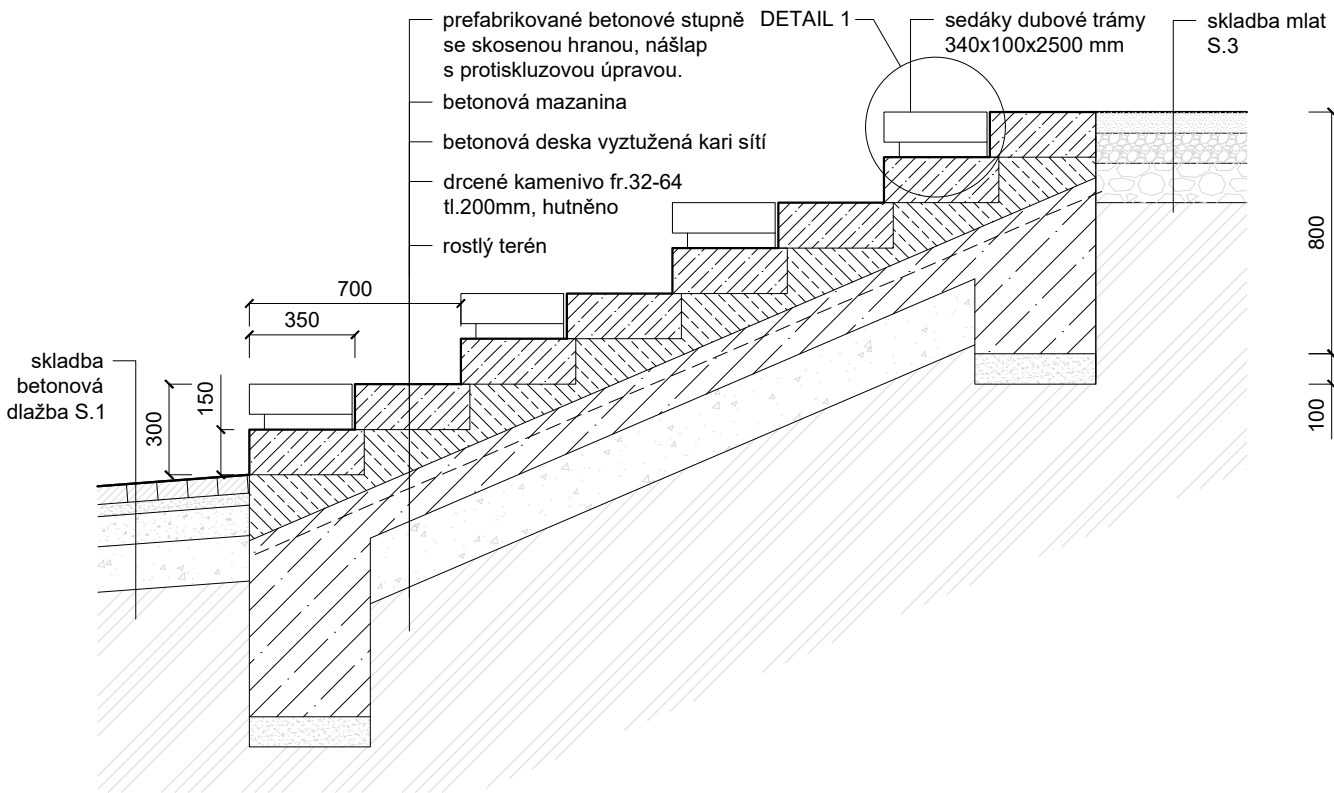 prefabrikované betonové stupně
se skosenou hranou, nášlap
s protiskluzovou úpravou.
betonová mazanina
betonová deska vyztužená kari sítí
drcené kamenivo fr.32-64
tl.200mm, hutněno
rostlý terén
DETAIL 1
sedáky dubové trámy
340x100x2500 mm
skladba mlat
S.3
700
350
skladba
betonová
dlažba S.1
300
150
800
100